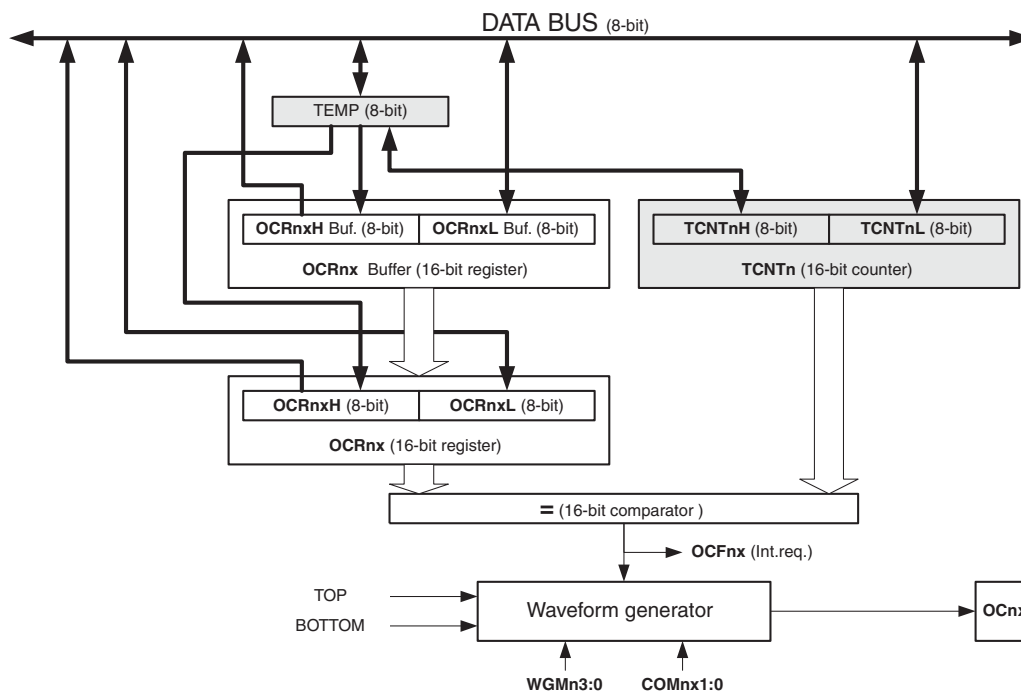 DATA BUS (8-bit)
TEMP (8-bit)
OCRnxH Buf. (8-bit) OCRnxL Buf. (8-bit) TCNTnH (8-bit) TCNTnL (8-bit)
OCRnx Buffer (16-bit register) TCNTn (16-bit counter)
OCRnxH (8-bit) OCRnxL (8-bit)
OCRnx (16-bit register)
= (16-bit comparator )
OCFnx (Int.req.)
TOP
BOTTOM
Waveform generator
OCnx
WGMn3:0 COMnx1:0